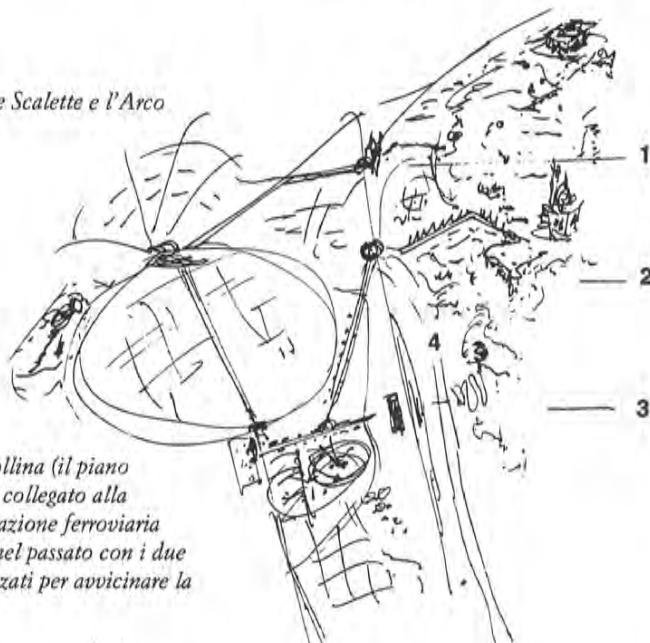 e Scalette e l'Arco
1
2
4
3
ollina (il piano
collegato alla
azione ferroviaria
nel passato con i due
zati per avvicinare la